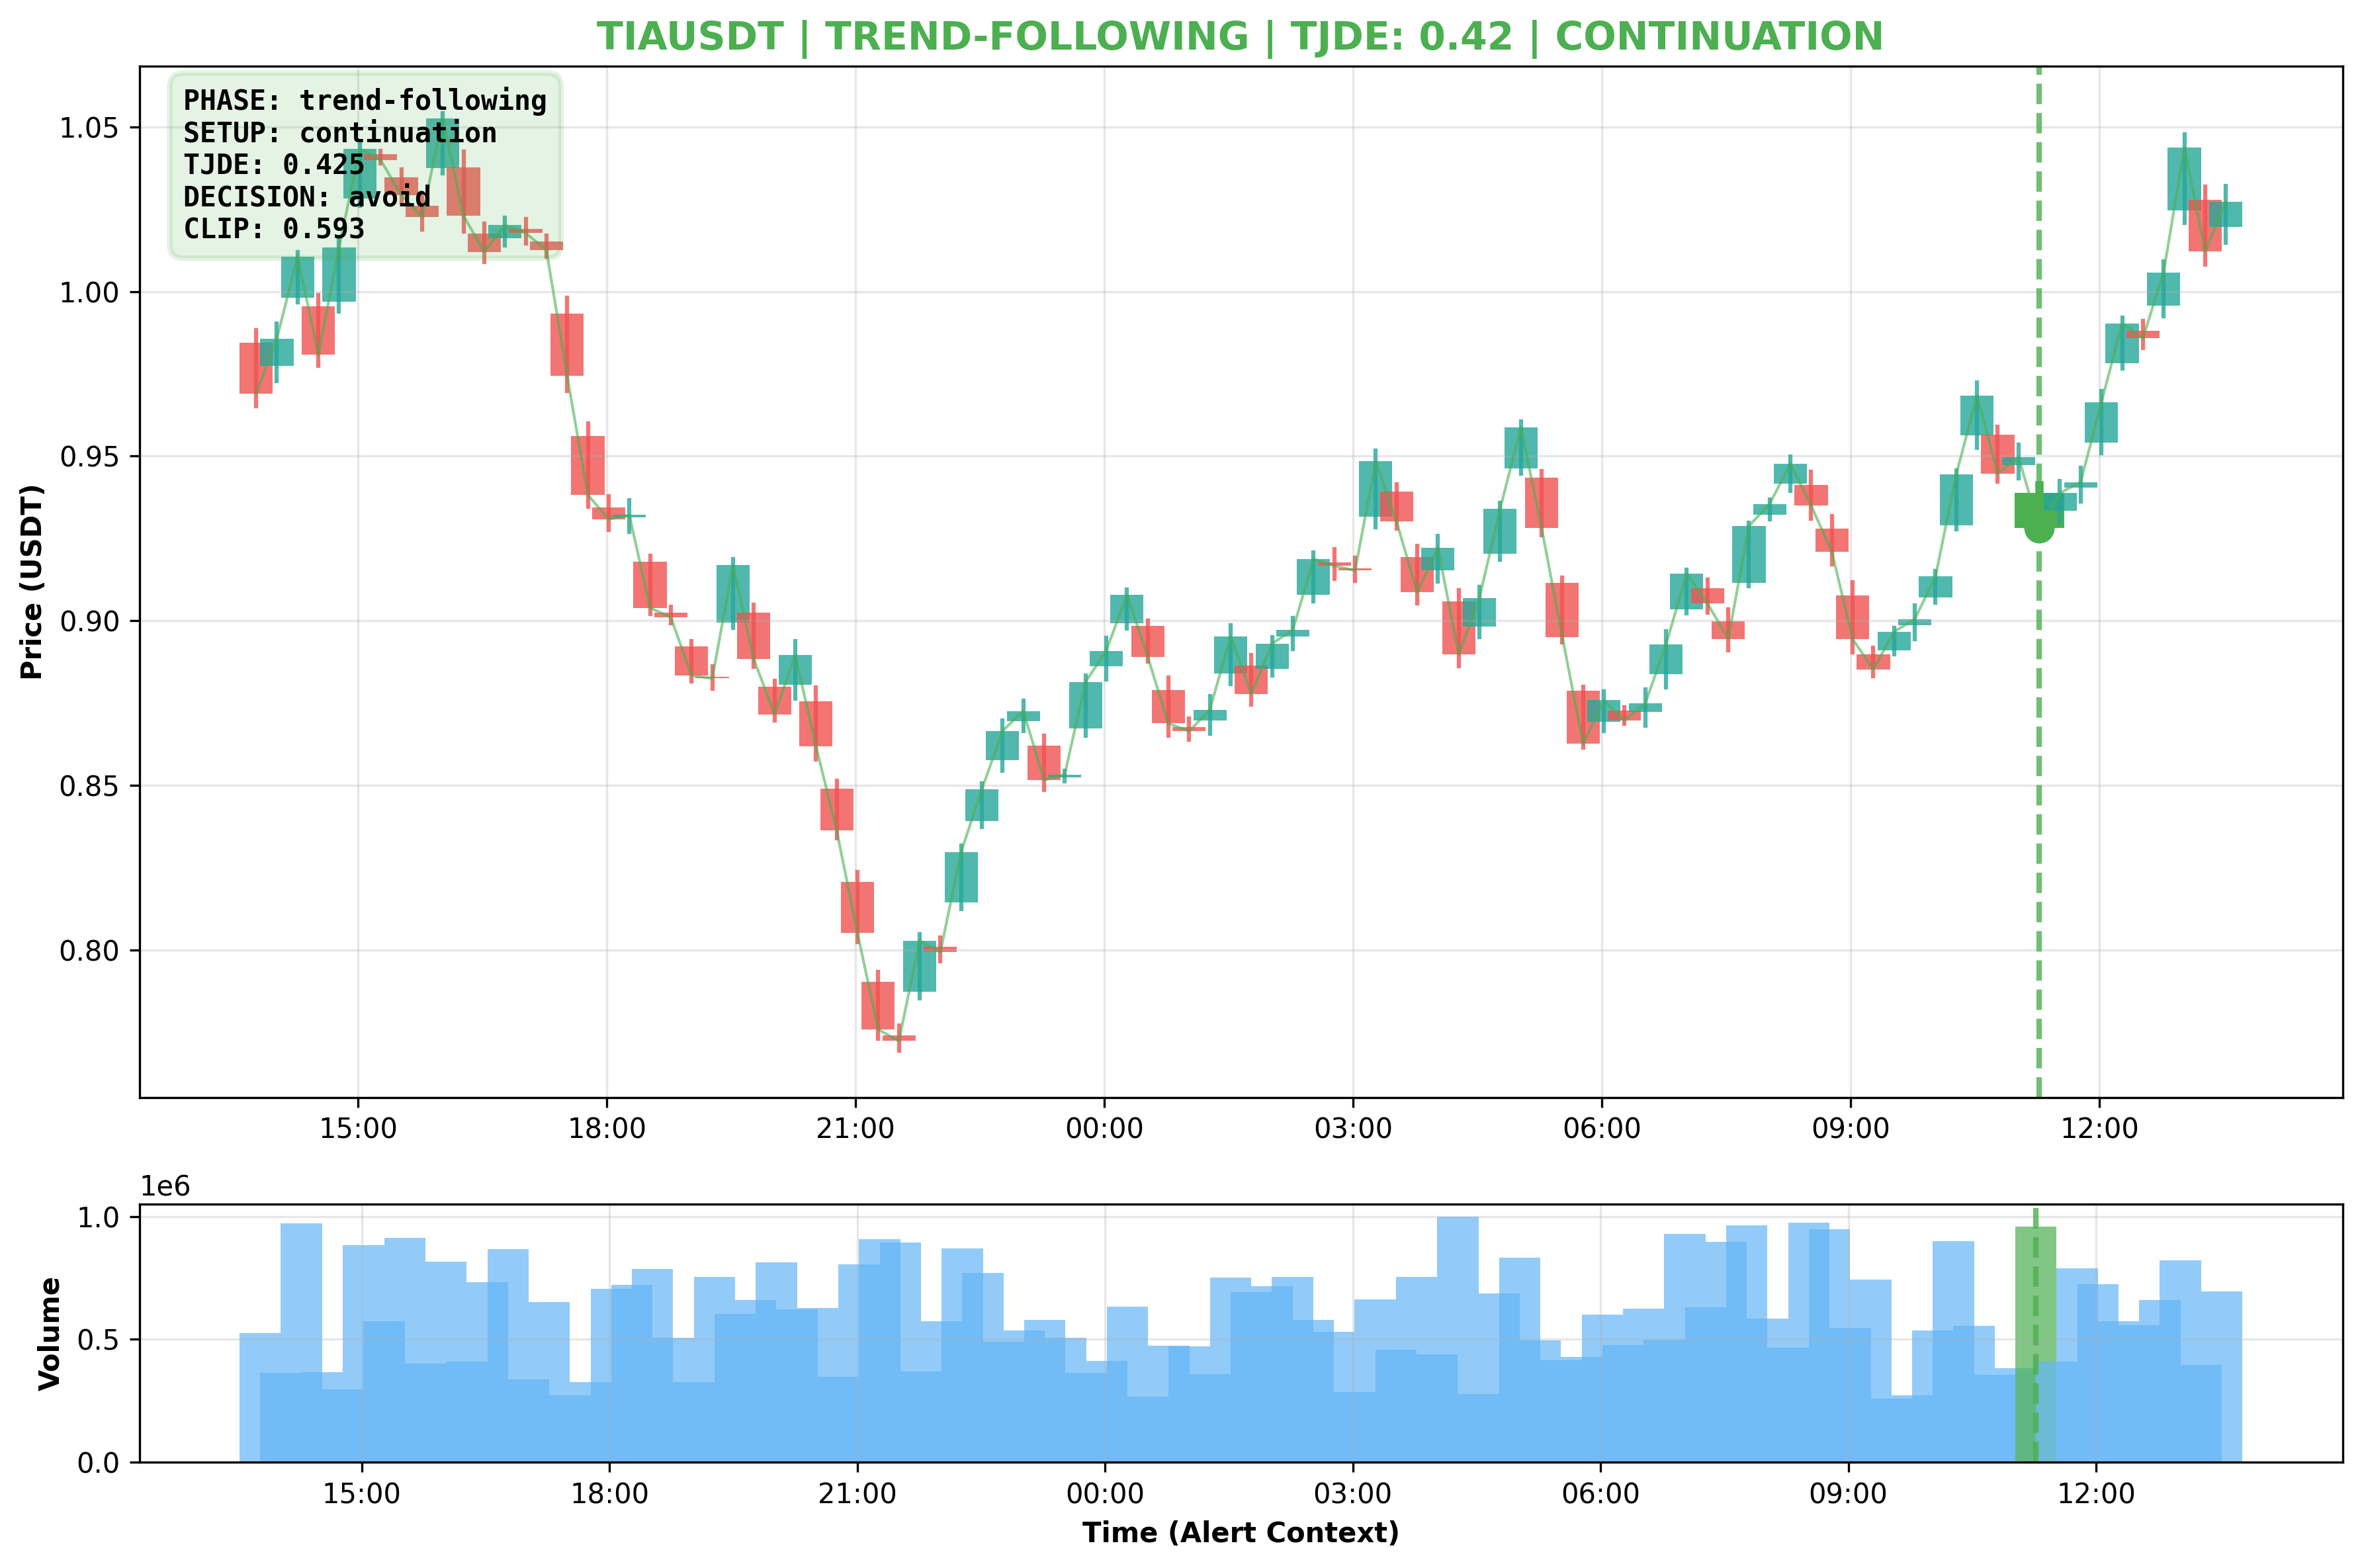 TIAUSDT | TREND-FOLLOWING | TJDE: 0.42 | CONTINUATION
PHASE: trend-following
SETUP: continuation
TJDE: 0.425
DECISION: avoid
CLIP: 0.593
Price (USDT)
1.05
1.00
0.95
0.90
0.85
0.80
15:00 18:00 21:00 00:00 03:00 06:00 09:00 12:00
1e6
Volume
1.0
0.5
0.0
15:00 18:00 21:00 00:00 03:00 06:00 09:00 12:00
Time (Alert Context)